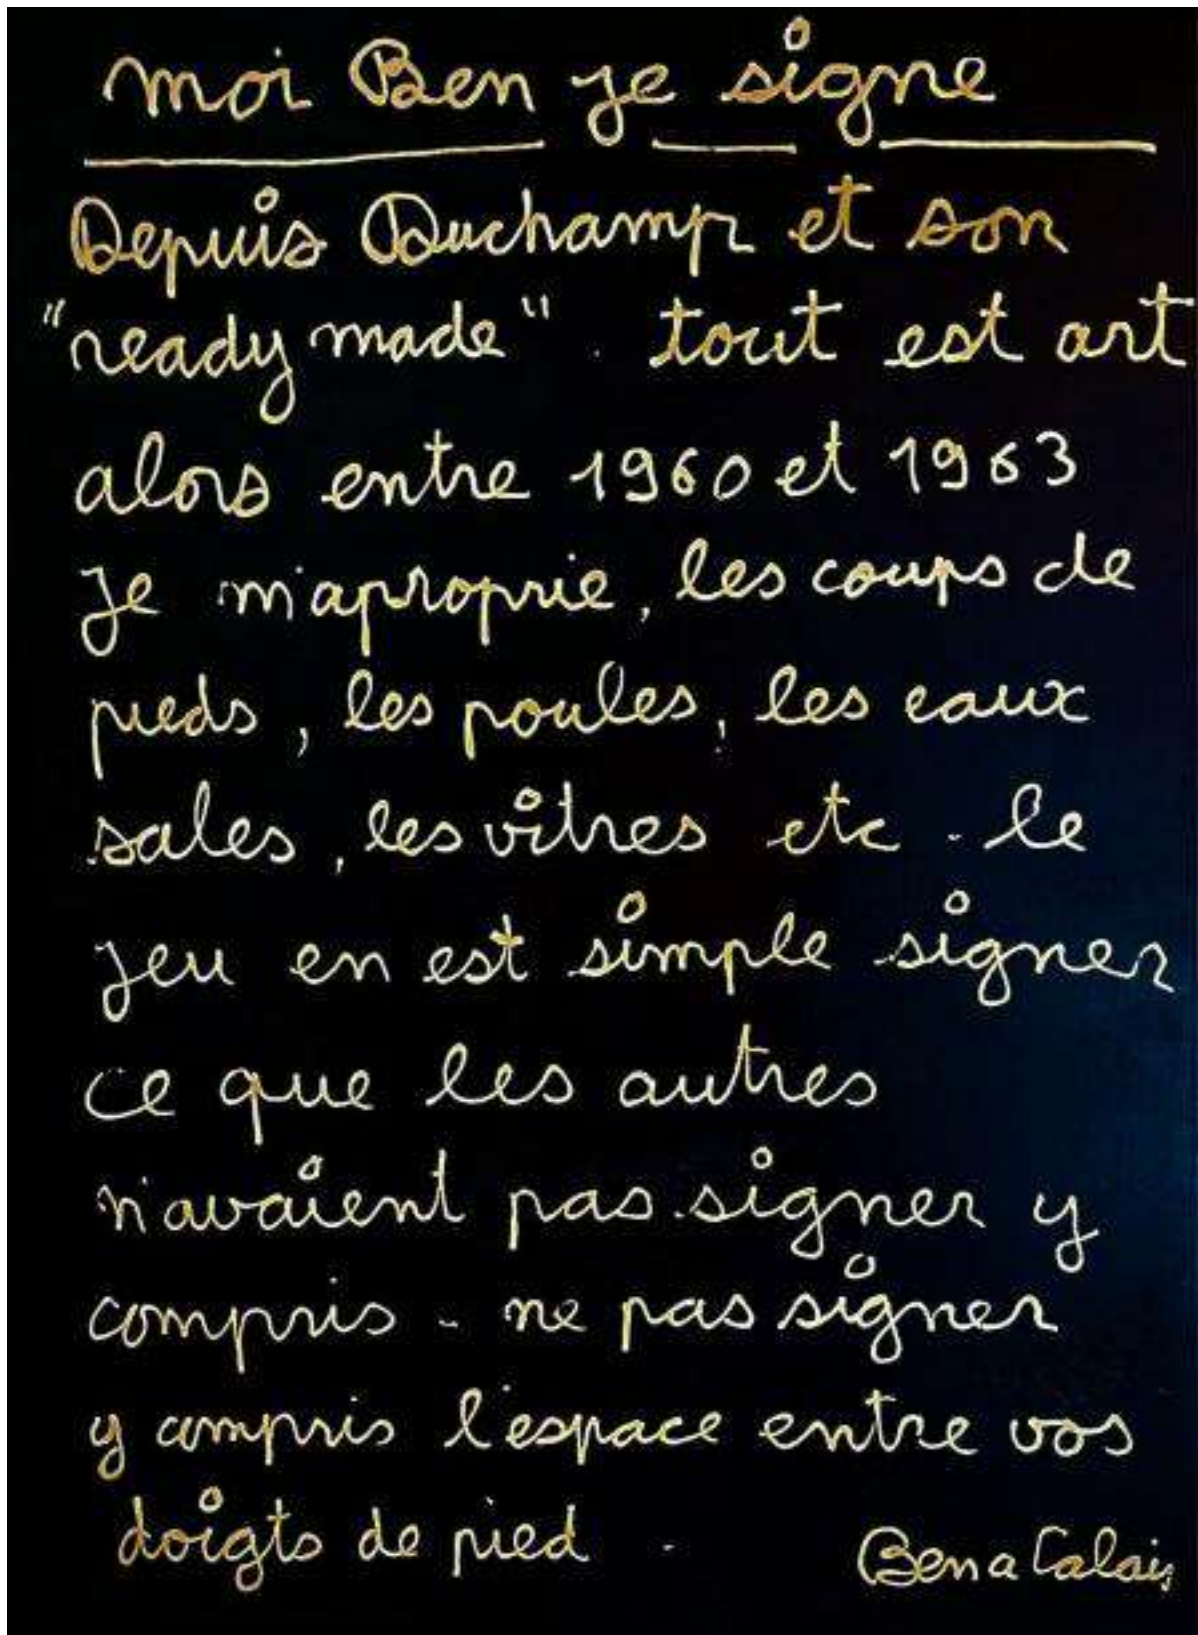 moi Ben je signe
Depuis Duchamp et son
"ready made". tout est art
alors entre 1960 et 1963
Je m'aproprie, les coups de
pieds, les poules, les eaux
sales, les vitres etc. le
jeu en est simple signer
ce que les autres
n'avaient pas signer y
compris - ne pas signer
y compris l'espace entre vos
doigts de pied.
Ben a Calais